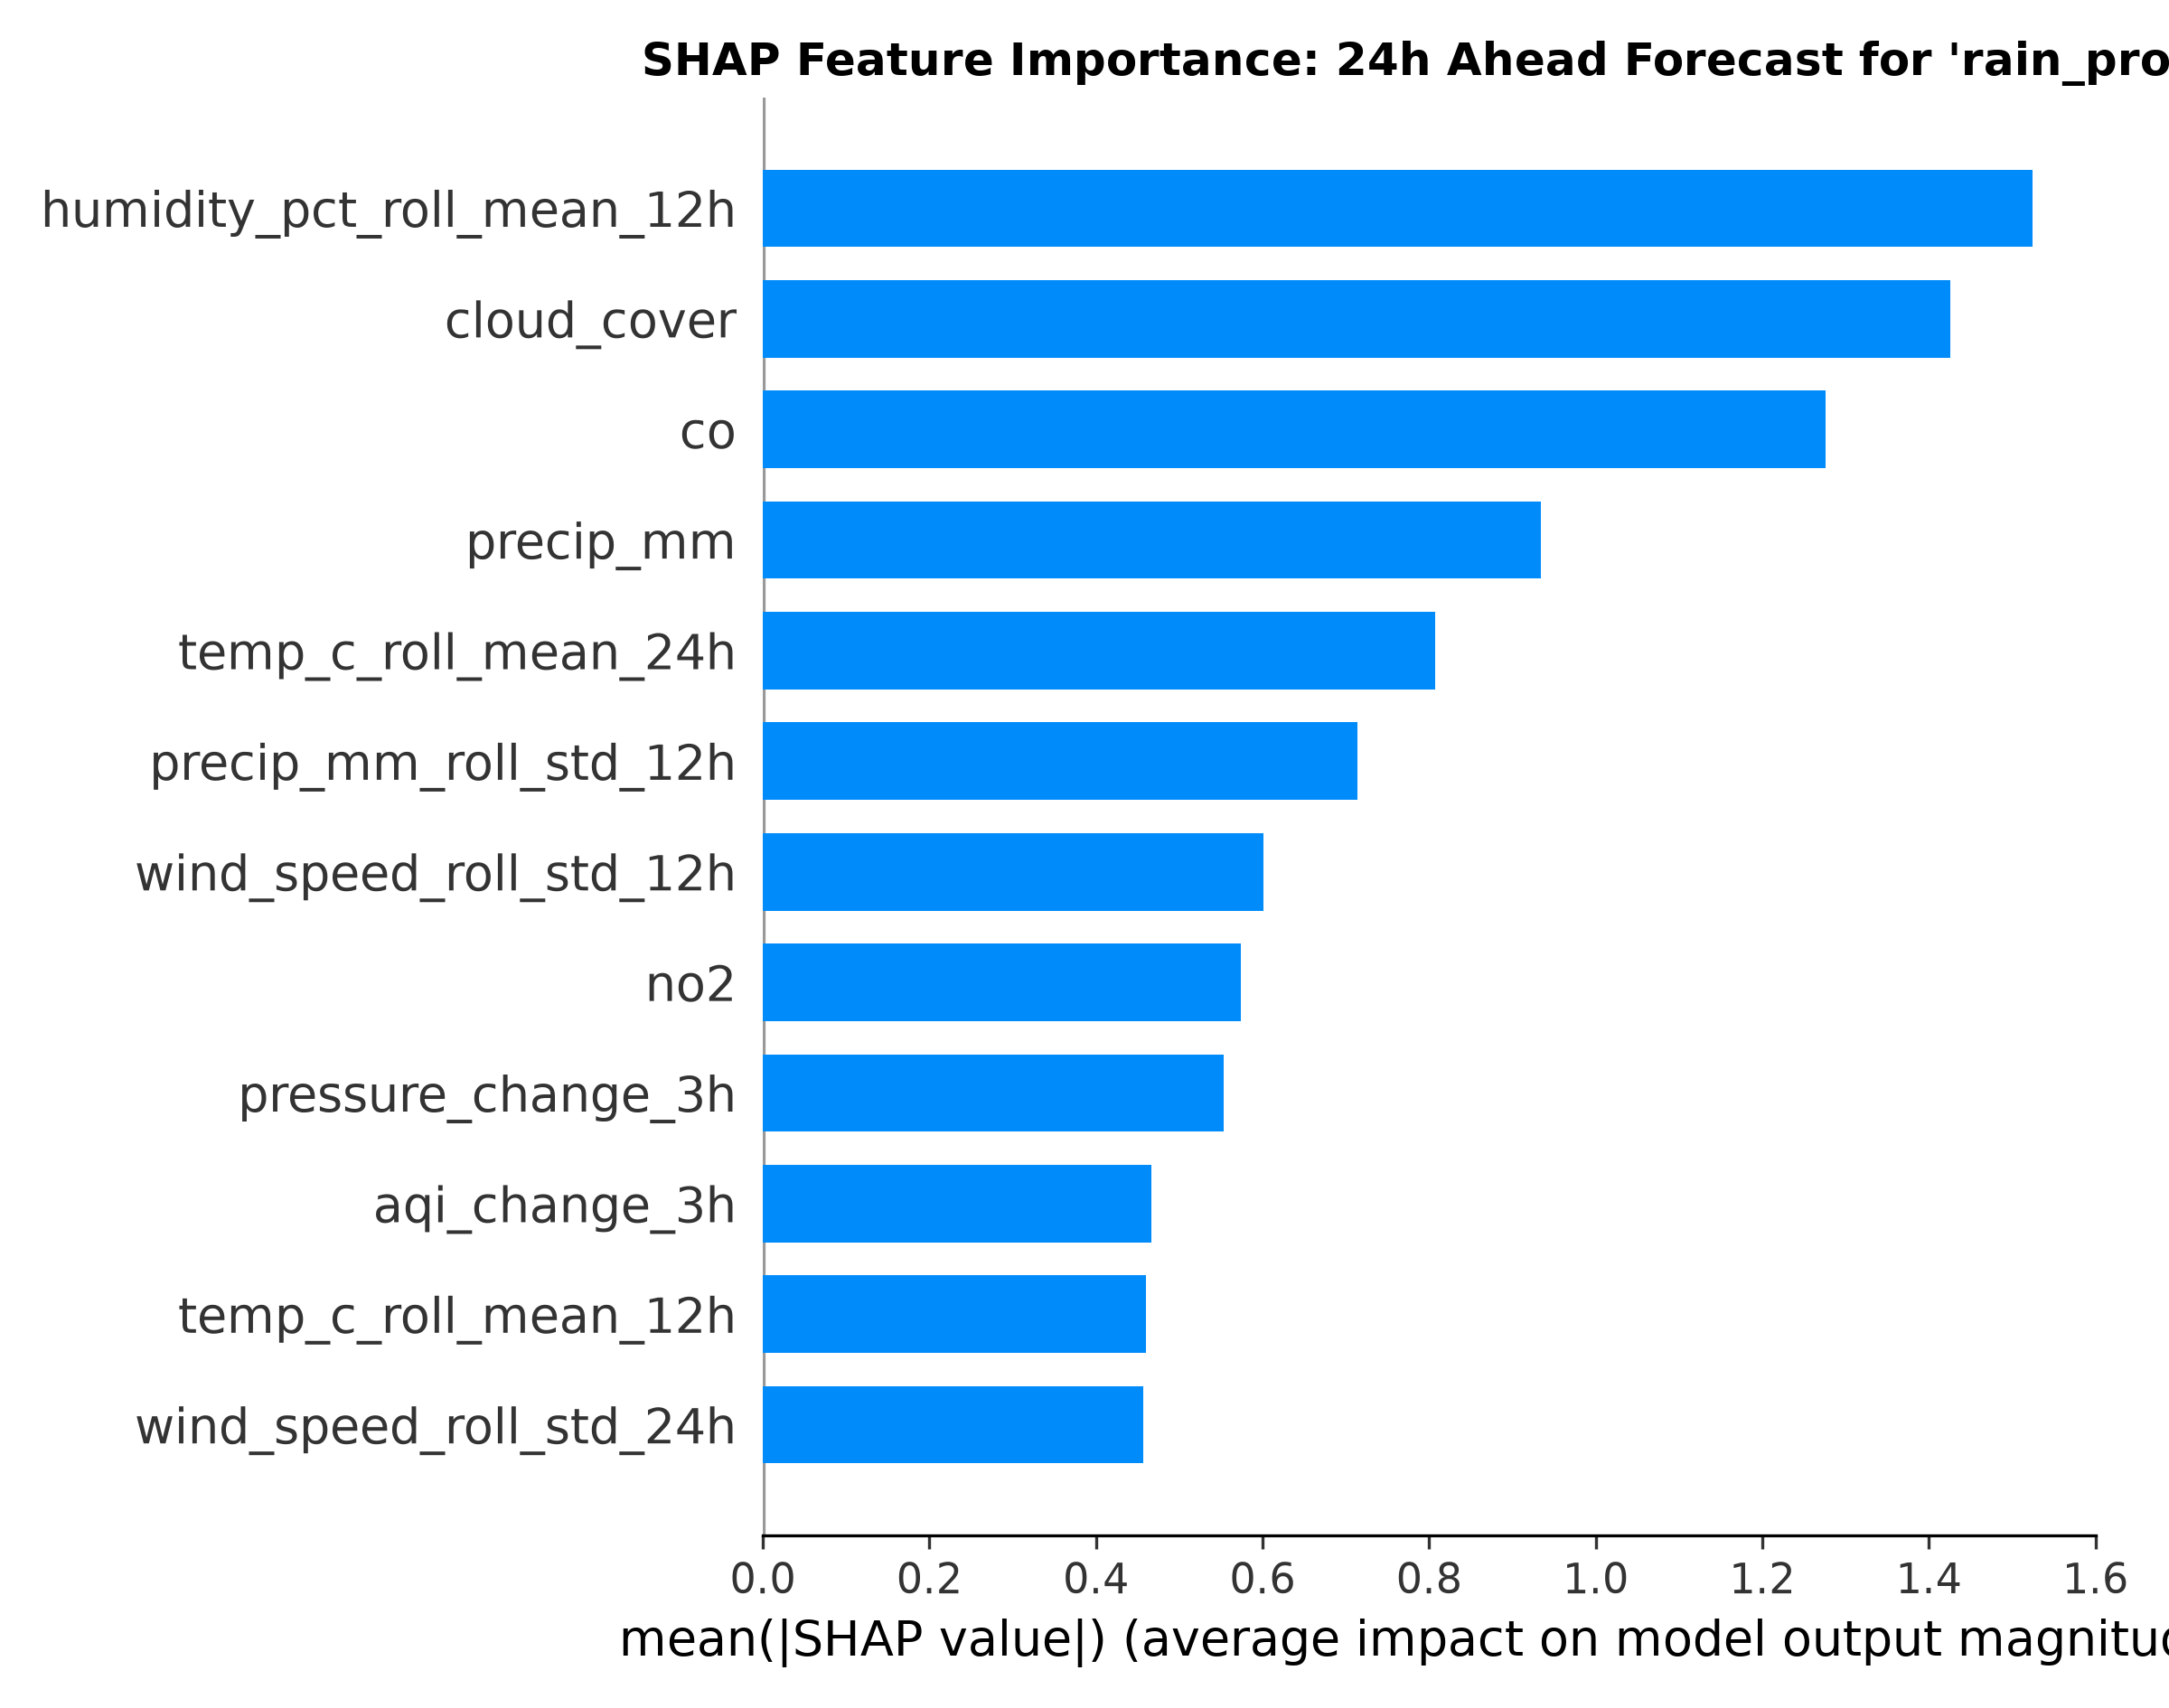 SHAP Feature Importance: 24h Ahead Forecast for 'rain_pro
humidity_pct_roll_mean_12h
cloud_cover
co
precip_mm
temp_c_roll_mean_24h
precip_mm_roll_std_12h
wind_speed_roll_std_12h
no2
pressure_change_3h
aqi_change_3h
temp_c_roll_mean_12h
wind_speed_roll_std_24h
0.0 0.2 0.4 0.6 0.8 1.0 1.2 1.4 1.6
mean(|SHAP value|) (average impact on model output magnitud